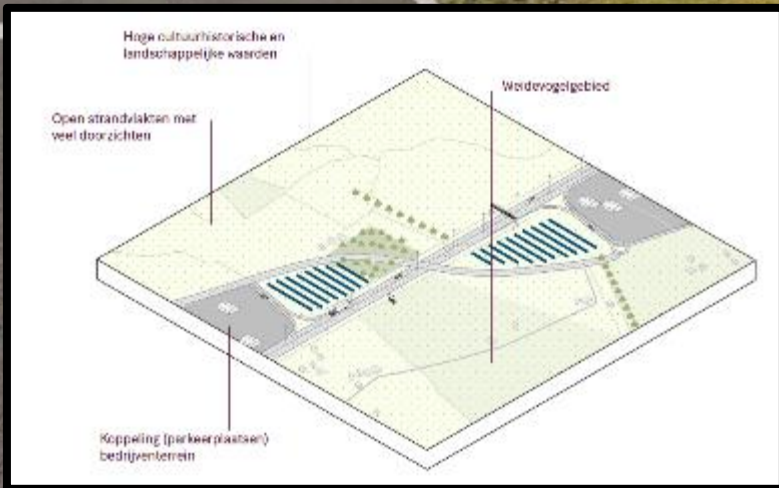 Hoge cultuurhistorische en
landschappelijke waarden
Weidevogelgebied
Open strandvlakten met
veel doorzichten
Koppeling (parkeerplaatsen)
bedrijventerrein